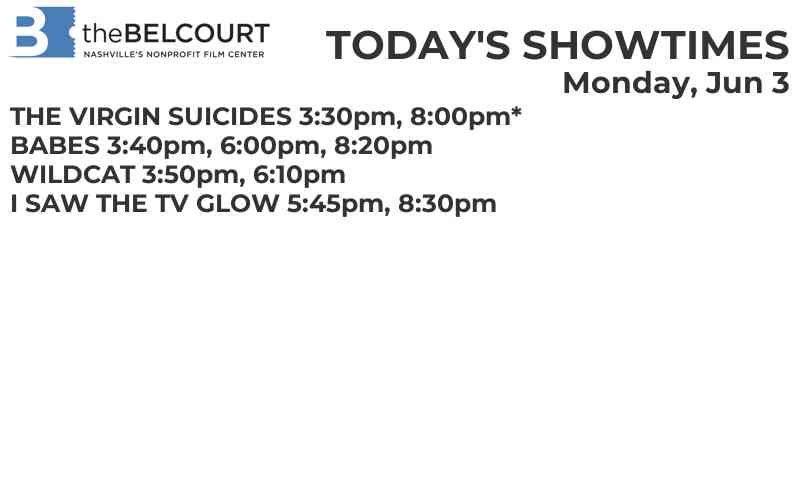 B
theBELCOURT
NASHVILLE'S NONPROFIT FILM CENTER
TODAY'S SHOWTIMES
Monday, Jun 3
THE VIRGIN SUICIDES 3:30pm, 8:00pm*
BABES 3:40pm, 6:00pm, 8:20pm
WILDCAT 3:50pm, 6:10pm
I SAW THE TV GLOW 5:45pm, 8:30pm